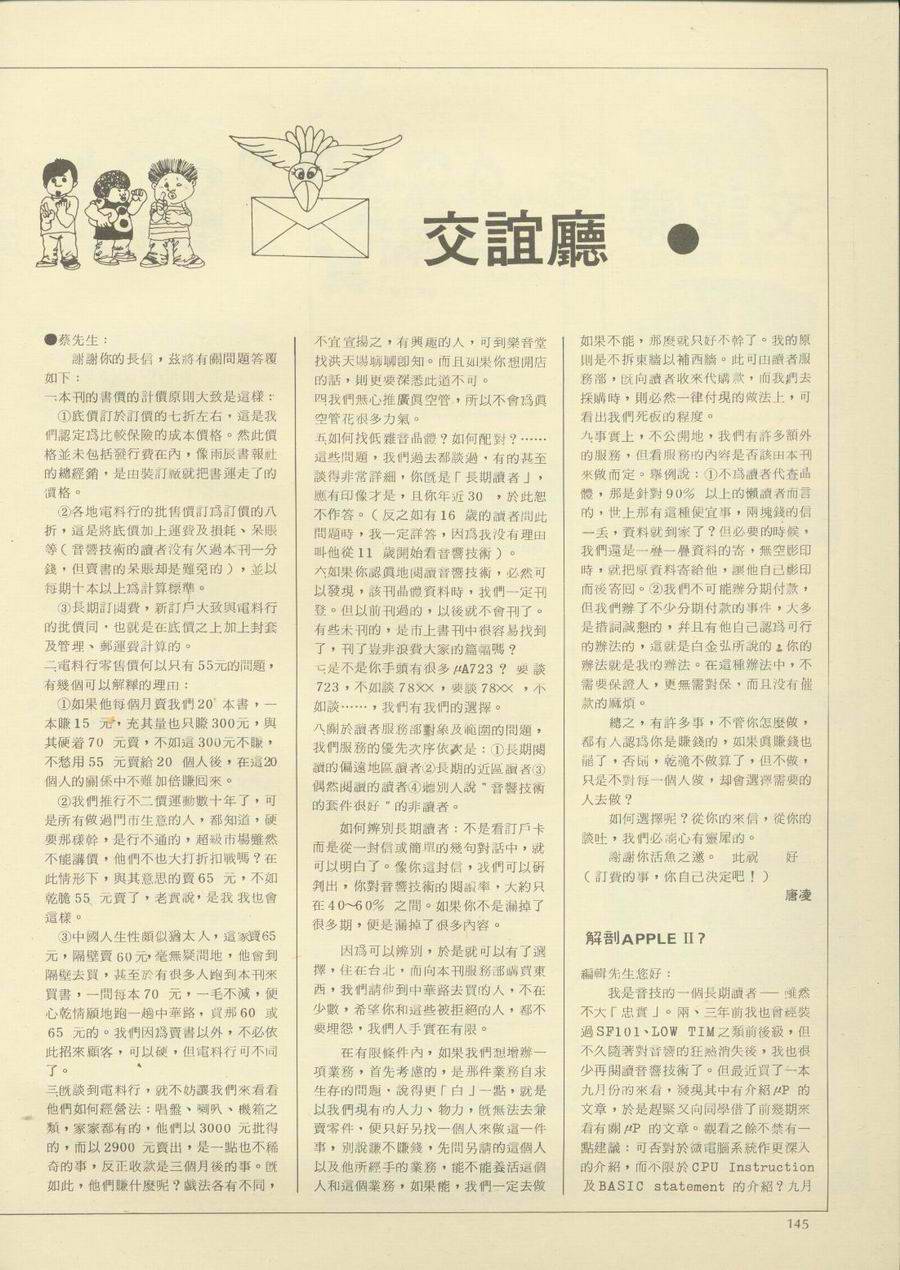 交誼廳 ●
●蔡先生：
謝謝你的長信，茲將有關問題答覆
如下：
一本刊的書價的計價原則大致是這樣：
①底價訂於訂價的七折左右，這是我
們認定爲比較保險的成本價格。然此價
格並未包括發行費在內，像雨辰書報社
的總經銷，是由裝訂廠就把書運走了的
價格。
②各地電料行的批售價訂爲訂價的八
折，這是將底價加上運費及損耗、呆賬
等（音響技術的讀者沒有欠過本刊一分
錢，但賣書的呆賬却是難免的），並以
每期十本以上爲計算標準。
③長期訂閱費，新訂戶大致與電料行
的批價同，也就是在底價之上加上封套
及管理、郵運費計算的。
二電料行零售價何以只有55元的問題，
有幾個可以解釋的理由：
①如果他每個月賣我們20本書，一
本賺15 元，充其量也只賺300元，與
其硬着70 元賣，不如這300元不賺，
不愁用55 元賣給20 個人後，在這20
個人的關係中不難加倍賺回來。
②我們推行不二價運動數十年了，可
是所有做過門市生意的人，都知道，硬
要那樣幹，是行不通的，超級市場雖然
不能講價，他們不也大打折扣戰嗎？在
此情形下，與其意思的賣65 元，不如
乾脆55 元賣了，老實說，是我我也會
這樣。
③中國人生性頗似猶太人，這家賣65
元，隔壁賣60元，毫無疑問地，他會到
隔壁去買，甚至於有很多人跑到本刊來
買書，一問每本70 元，一毛不減，便
心乾情願地跑一趟中華路，買那60 或
65 元的。我們因爲賣書以外，不必依
此招來顧客，可以硬，但電料行可不同
了。
三旣談到電料行，就不妨讓我們來看看
他們如何經營法：唱盤、喇叭、機箱之
類，家家都有的，他們以3000 元批得
的，而以2900 元賣出，是一點也不稀
奇的事，反正收款是三個月後的事。旣
如此，他們賺什麼呢？戲法各有不同，
不宜宣揚之，有興趣的人，可到樂音堂
找洪天賜聊聊卽知。而且如果你想開店
的話，則更要深悉此道不可。
四我們無心推廣眞空管，所以不會爲眞
空管花很多力氣。
五如何找低雜音晶體？如何配對？……
這些問題，我們過去都談過，有的甚至
談得非常詳細，你旣是「長期讀者」，
應有印像才是，且你年近30 ，於此恕
不作答。（反之如有16 歲的讀者問此
問題時，我一定詳答，因爲我沒有理由
叫他從11 歲開始看音響技術）。
六如果你認眞地閱讀音響技術，必然可
以發現，該刊晶體資料時，我們一定刊
登。但以前刊過的，以後就不會刊了。
有些未刊的，是市上書刊中很容易找到
了，刊了豈非浪費大家的篇幅嗎？
七是不是你手頭有很多μA723？ 要談
723，不如談78××，要談78×× ，不
如談……，我們有我們的選擇。
八關於讀者服務部對象及範圍的問題，
我們服務的優先次序依次是：①長期閱
讀的偏遠地區讀者②長期的近區讀者③
偶然閱讀的讀者④聽別人說＂音響技術
的套件很好＂的非讀者。
如何辨別長期讀者：不是看訂戶卡
而是從一封信或簡單的幾句對話中，就
可以明白了。像你這封信，我們可以研
判出，你對音響技術的閱讀率，大約只
在40～60％ 之間。如果你不是漏掉了
很多期，便是漏掉了很多內容。
因爲可以辨別，於是就可以有了選
擇，住在台北，而向本刊服務部購買東
西，我們請他到中華路去買的人，不在
少數，希望你和這些被拒絕的人，都不
要埋怨，我們人手實在有限。
在有限條件內，如果我們想增辦一
項業務，首先考慮的，是那件業務自求
生存的問題，說得更「白」一點，就是
以我們現有的人力、物力，旣無法去兼
賣零件，便只好另找一個人來做這一件
事，別說賺不賺錢，先問另請的這個人
以及他所經手的業務，能不能養活這個
人和這個業務，如果能，我們一定去做
如果不能，那麼就只好不幹了。我的原
則是不拆東牆以補西牆。此可由讀者服
務部，旣向讀者收來代購款，而我們去
採購時，則必然一律付現的做法上，可
看出我們死板的程度。
九事實上，不公開地，我們有許多額外
的服務，但看服務的內容是否該由本刊
來做而定。舉例說：①不爲讀者代查晶
體，那是針對90％ 以上的懶讀者而言
的，世上那有這種便宜事，兩塊錢的信
一丢，資料就到家了？但必要的時候，
我們還是一疊一疊資料的寄，無空影印
時，就把原資料寄給他，讓他自己影印
而後寄回。②我們不可能辦分期付款，
但我們辦了不少分期付款的事件，大多
是措詞誠懇的，幷且有他自己認爲可行
的辦法的，這就是白金弘所說的：你的
辦法就是我的辦法。在這種辦法中，不
需要保證人，更無需對保，而且沒有催
款的麻煩。
總之，有許多事，不管你怎麼做，
都有人認爲你是賺錢的，如果眞賺錢也
罷了，否則，乾脆不做算了，但不做，
只是不對每一個人做，却會選擇需要的
人去做？
如何選擇呢？從你的來信，從你的
談吐，我們必須心有靈犀的。
謝謝你活魚之邀。 此祝 好
（訂費的事，你自己決定吧！）
唐凌
解剖APPLE II？
編輯先生您好：
我是音技的一個長期讀者── 雖然
不大「忠實」。兩、三年前我也曾經裝
過SF101、LOW TIM之類前後級，但
不久隨著對音響的狂熱消失後，我也很
少再閱讀音響技術了。但最近買了一本
九月份的來看，發現其中有介紹μP 的
文章，於是趕緊又向同學借了前幾期來
看有關μP 的文章。觀看之餘不禁有一
點建議：可否對於微電腦系統作更深入
的介紹，而不限於CPU Instruction
及BASIC statement 的介紹？九月
145